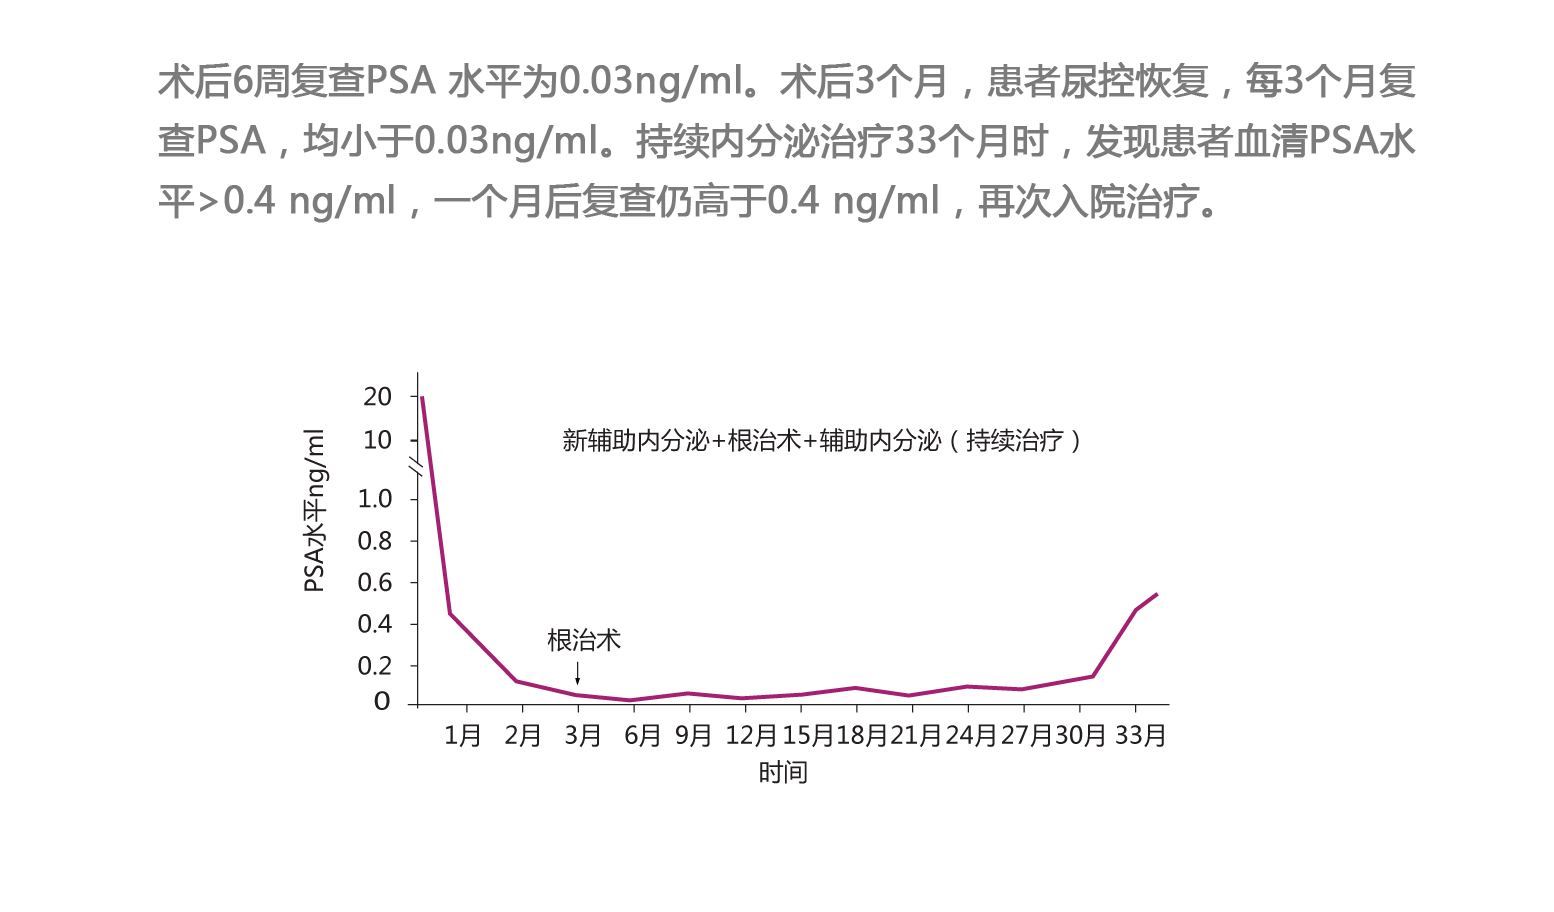 术后6周复查PSA 水平为0.03ng/ml。术后3个月，患者尿控恢复，每3个月复
查PSA，均小于0.03ng/ml。持续内分泌治疗33个月时，发现患者血清PSA水
平>0.4 ng/ml，一个月后复查仍高于0.4 ng/ml，再次入院治疗。
新辅助内分泌+根治术+辅助内分泌（持续治疗）
PSA水平ng/ml
20
10
1.0
0.8
0.6
0.4
0.2
0
根治术
1月 2月 3月 6月 9月 12月 15月 18月 21月 24月 27月 30月 33月
时间